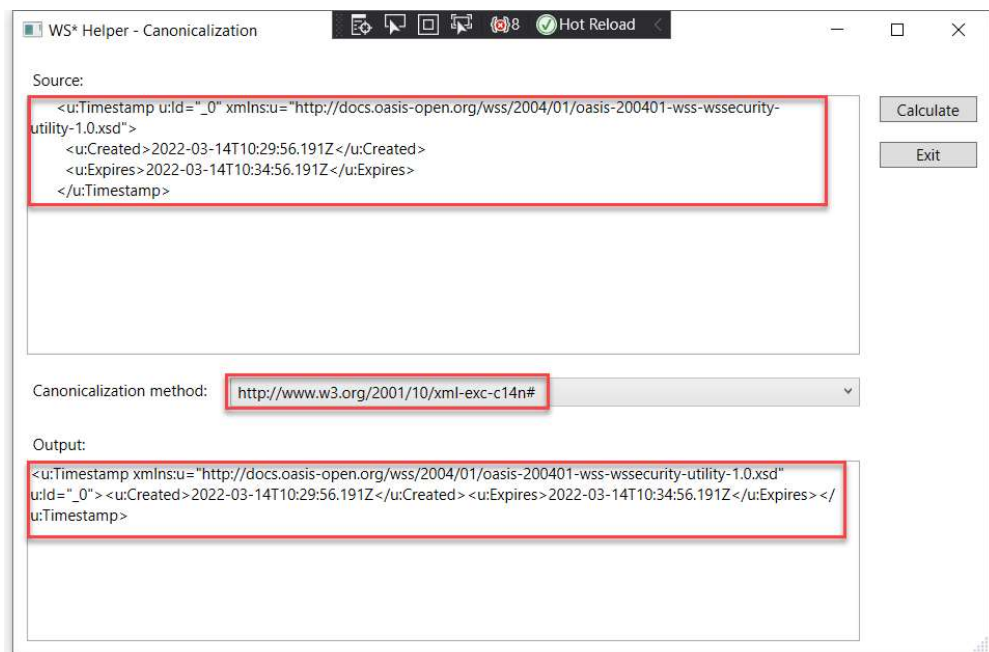 WS* Helper - Canonicalization
8
Hot Reload
Source:
<u:Timestamp u:Id="_0" xmlns:u="http://docs.oasis-open.org/wss/2004/01/oasis-200401-wss-wssecurity-
utility-1.0.xsd">
<u:Created>2022-03-14T10:29:56.191Z</u:Created>
<u:Expires>2022-03-14T10:34:56.191Z</u:Expires>
</u:Timestamp>
Calculate
Exit
Canonicalization method:
http://www.w3.org/2001/10/xml-exc-c14n#
Output:
<u:Timestamp xmlns:u="http://docs.oasis-open.org/wss/2004/01/oasis-200401-wss-wssecurity-utility-1.0.xsd"
u:Id="_0"><u:Created>2022-03-14T10:29:56.191Z</u:Created><u:Expires>2022-03-14T10:34:56.191Z</u:Expires></
u:Timestamp>